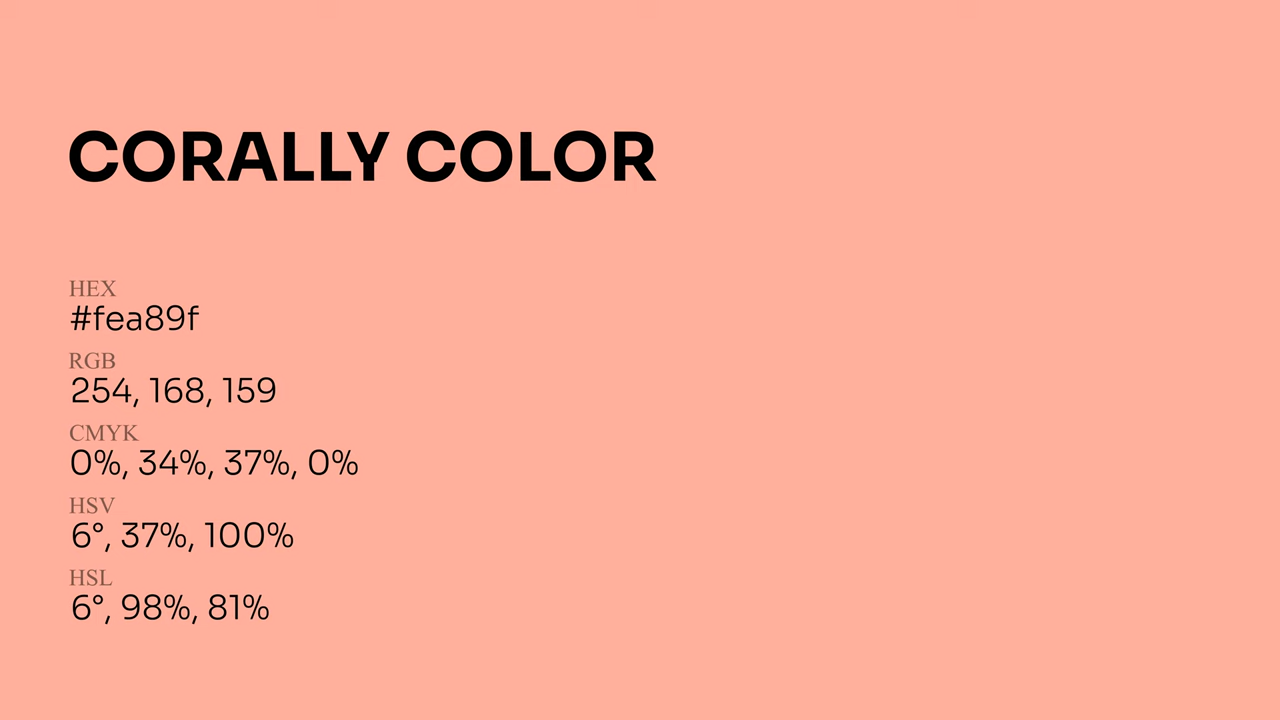 CORALLY COLOR
HEX
#fea89f
RGB
254, 168, 159
CMYK
0%, 34%, 37%, 0%
HSV
6°, 37%, 100%
HSL
6°, 98%, 81%